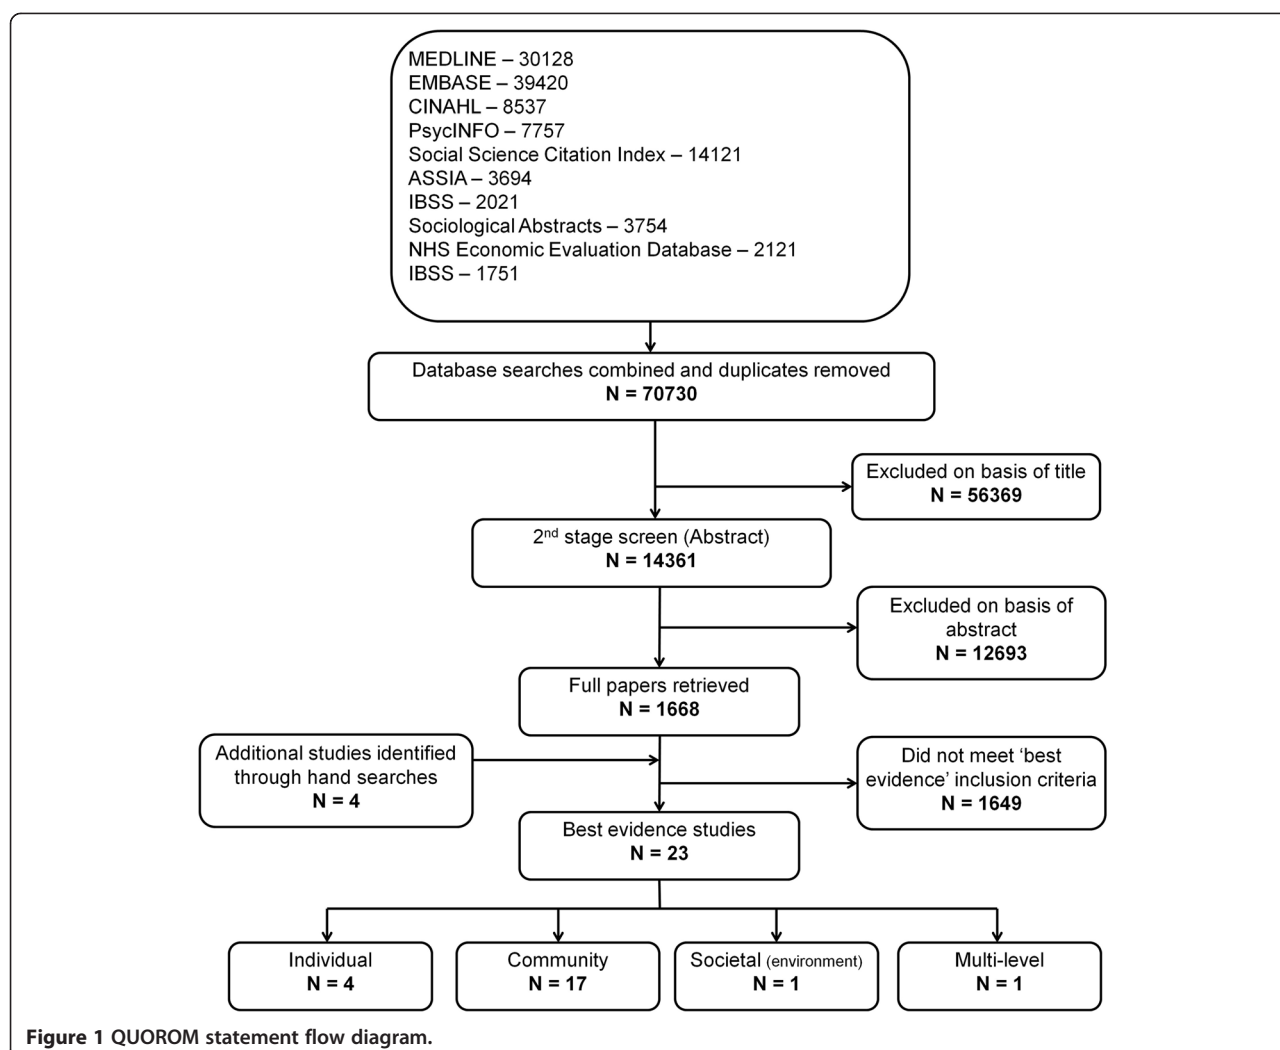 MEDLINE – 30128
EMBASE – 39420
CINAHL – 8537
PsycINFO – 7757
Social Science Citation Index – 14121
ASSIA – 3694
IBSS – 2021
Sociological Abstracts – 3754
NHS Economic Evaluation Database – 2121
IBSS – 1751
Database searches combined and duplicates removed
N = 70730
Excluded on basis of title
N = 56369
2nd stage screen (Abstract)
N = 14361
Excluded on basis of
abstract
N = 12693
Full papers retrieved
N = 1668
Additional studies identified
through hand searches
N = 4
Did not meet ‘best
evidence’ inclusion criteria
N = 1649
Best evidence studies
N = 23
Individual
N = 4
Community
N = 17
Societal (environment)
N = 1
Multi-level
N = 1
Figure 1 QUOROM statement flow diagram.